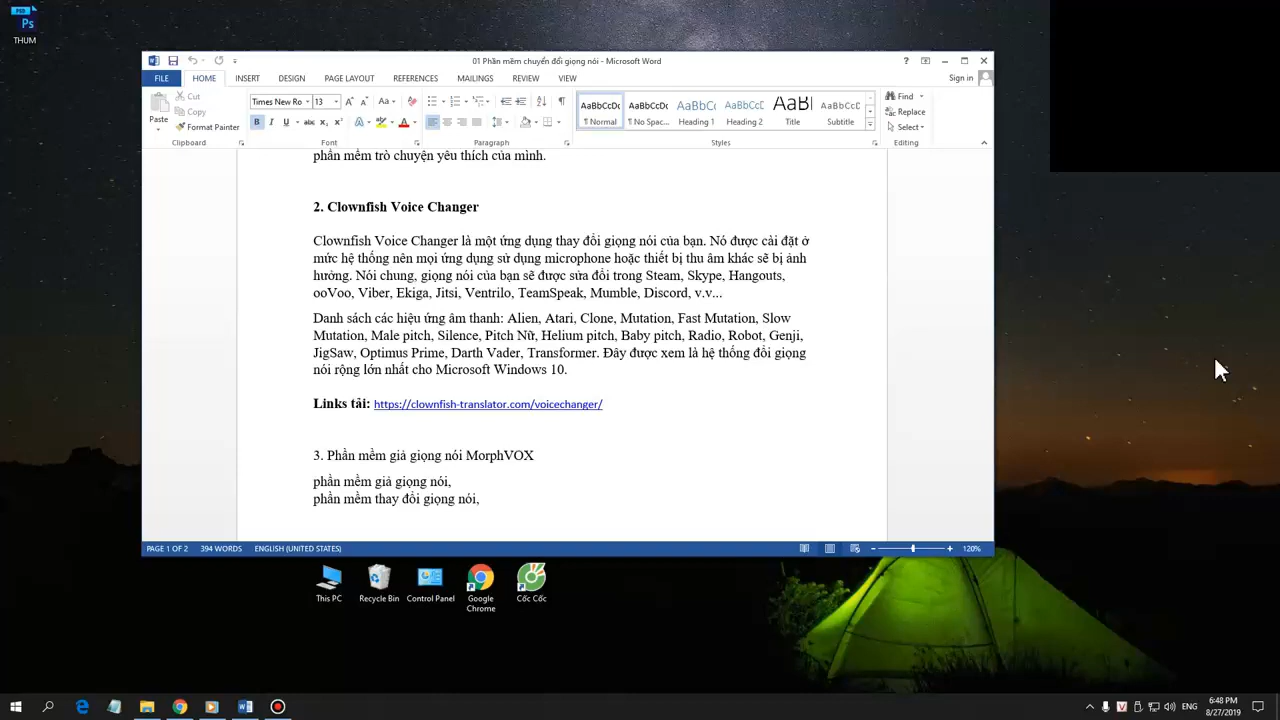 Ps
THUM
01 Phần mềm chuyển đổi giọng nói - Microsoft Word
?
FILE HOME INSERT DESIGN PAGE LAYOUT REFERENCES MAILINGS REVIEW VIEW Sign in
Paste
Cut
Copy
Format Painter
Clipboard
Times New Ro 13
Font
Paragraph
AaBbCcDc AaBbCcDc AaBbCc AaBbCcD AaBl AaBbCcD
¶ Normal ¶ No Spac... Heading 1 Heading 2 Title Subtitle
Styles
Find
Replace
Select
Editing
phần mềm trò chuyện yêu thích của mình.
2. Clownfish Voice Changer
Clownfish Voice Changer là một ứng dụng thay đổi giọng nói của bạn. Nó được cài đặt ở
mức hệ thống nên mọi ứng dụng sử dụng microphone hoặc thiết bị thu âm khác sẽ bị ảnh
hưởng. Nói chung, giọng nói của bạn sẽ được sửa đổi trong Steam, Skype, Hangouts,
ooVoo, Viber, Ekiga, Jitsi, Ventrilo, TeamSpeak, Mumble, Discord, v.v...
Danh sách các hiệu ứng âm thanh: Alien, Atari, Clone, Mutation, Fast Mutation, Slow
Mutation, Male pitch, Silence, Pitch Nữ, Helium pitch, Baby pitch, Radio, Robot, Genji,
JigSaw, Optimus Prime, Darth Vader, Transformer. Đây được xem là hệ thống đổi giọng
nói rộng lớn nhất cho Microsoft Windows 10.
Links tải: https://clownfish-translator.com/voicechanger/
3. Phần mềm giả giọng nói MorphVOX
phần mềm giả giọng nói,
phần mềm thay đổi giọng nói,
PAGE 1 OF 2 394 WORDS ENGLISH (UNITED STATES) 120%
This PC
Recycle Bin
Control Panel
Google Chrome
Cốc Cốc
ENG
6:48 PM
8/27/2019